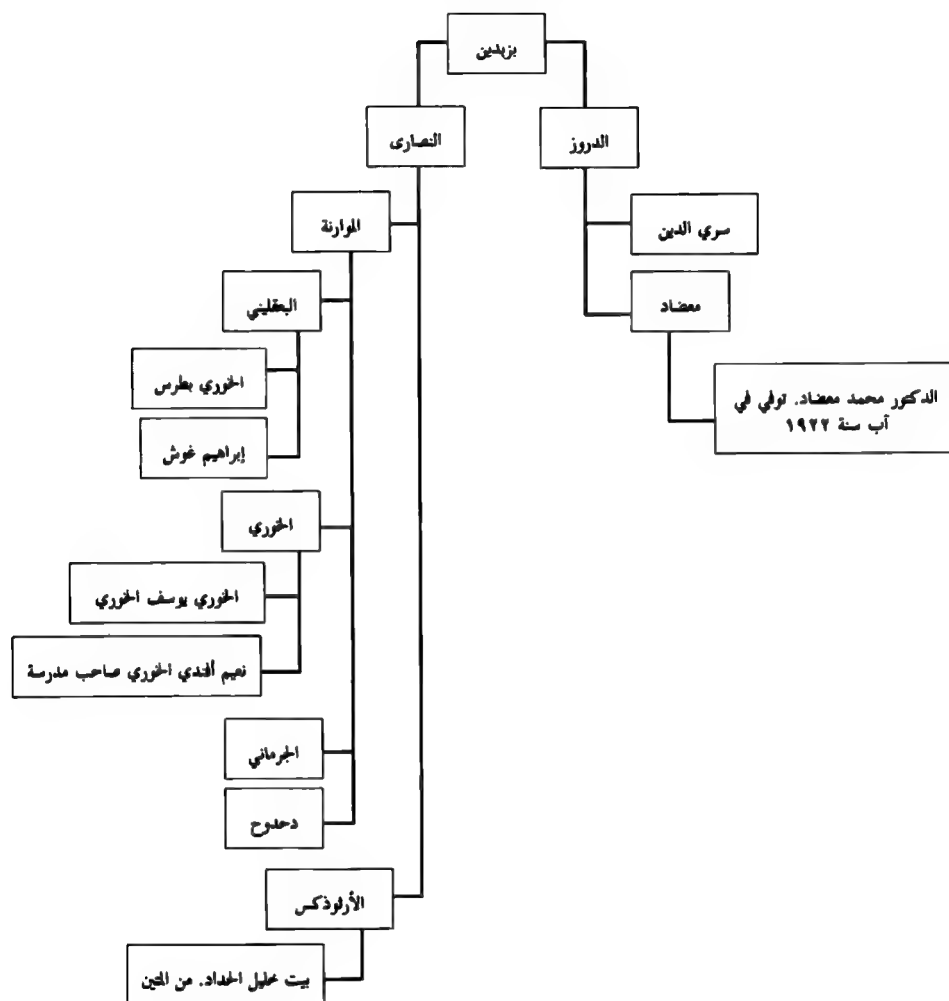 بزبدين
النصارى
الدروز
الموارنة
سري الدين
البعقليني
معضاد
الخوري بطرس
الدكتور محمد معضاد. توفي في
آب سنة ١٩٢٢
إبراهيم غوش
الخوري
الخوري يوسف الخوري
نعيم أفندي الخوري صاحب مدرسة
الجرماني
دحدوح
الأرثوذكس
بيت خليل الحداد. من المتين